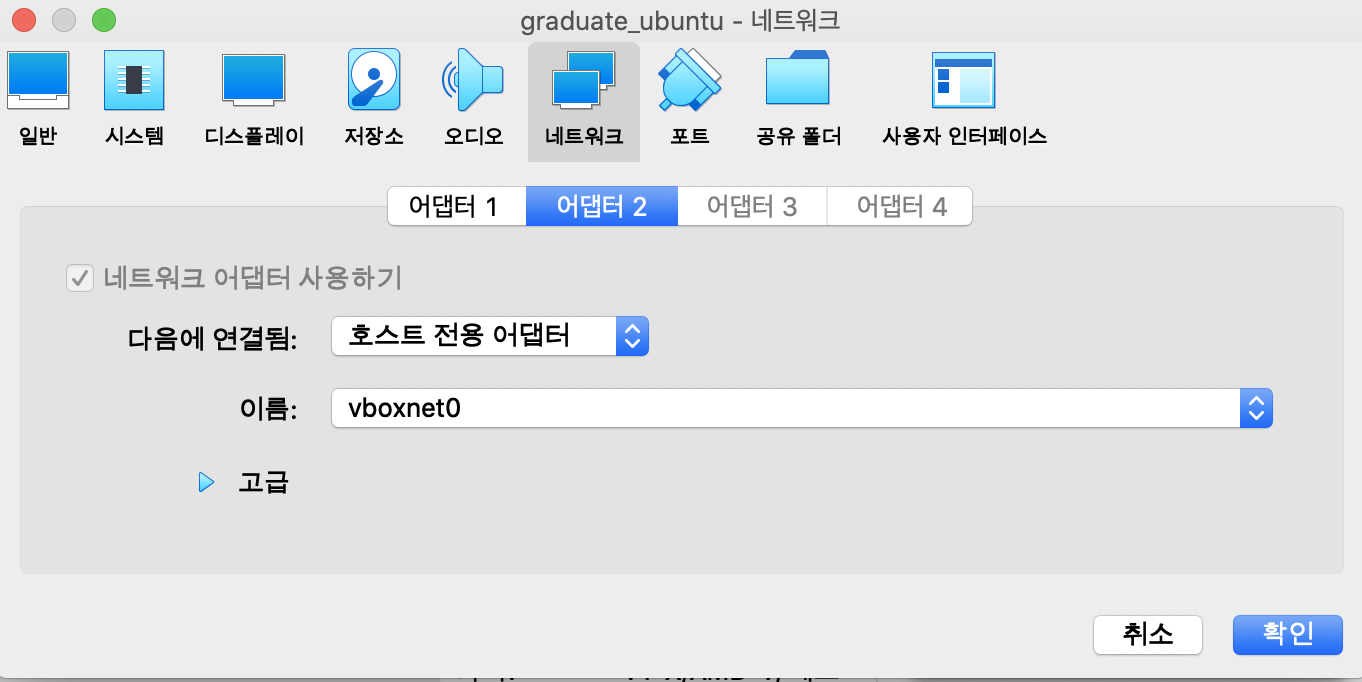 graduate_ubuntu - 네트워크
일반 시스템 디스플레이 저장소 오디오 네트워크 포트 공유 폴더 사용자 인터페이스
어댑터 1 어댑터 2 어댑터 3 어댑터 4
네트워크 어댑터 사용하기
다음에 연결됨: 호스트 전용 어댑터
이름: vboxnet0
고급
취소 확인